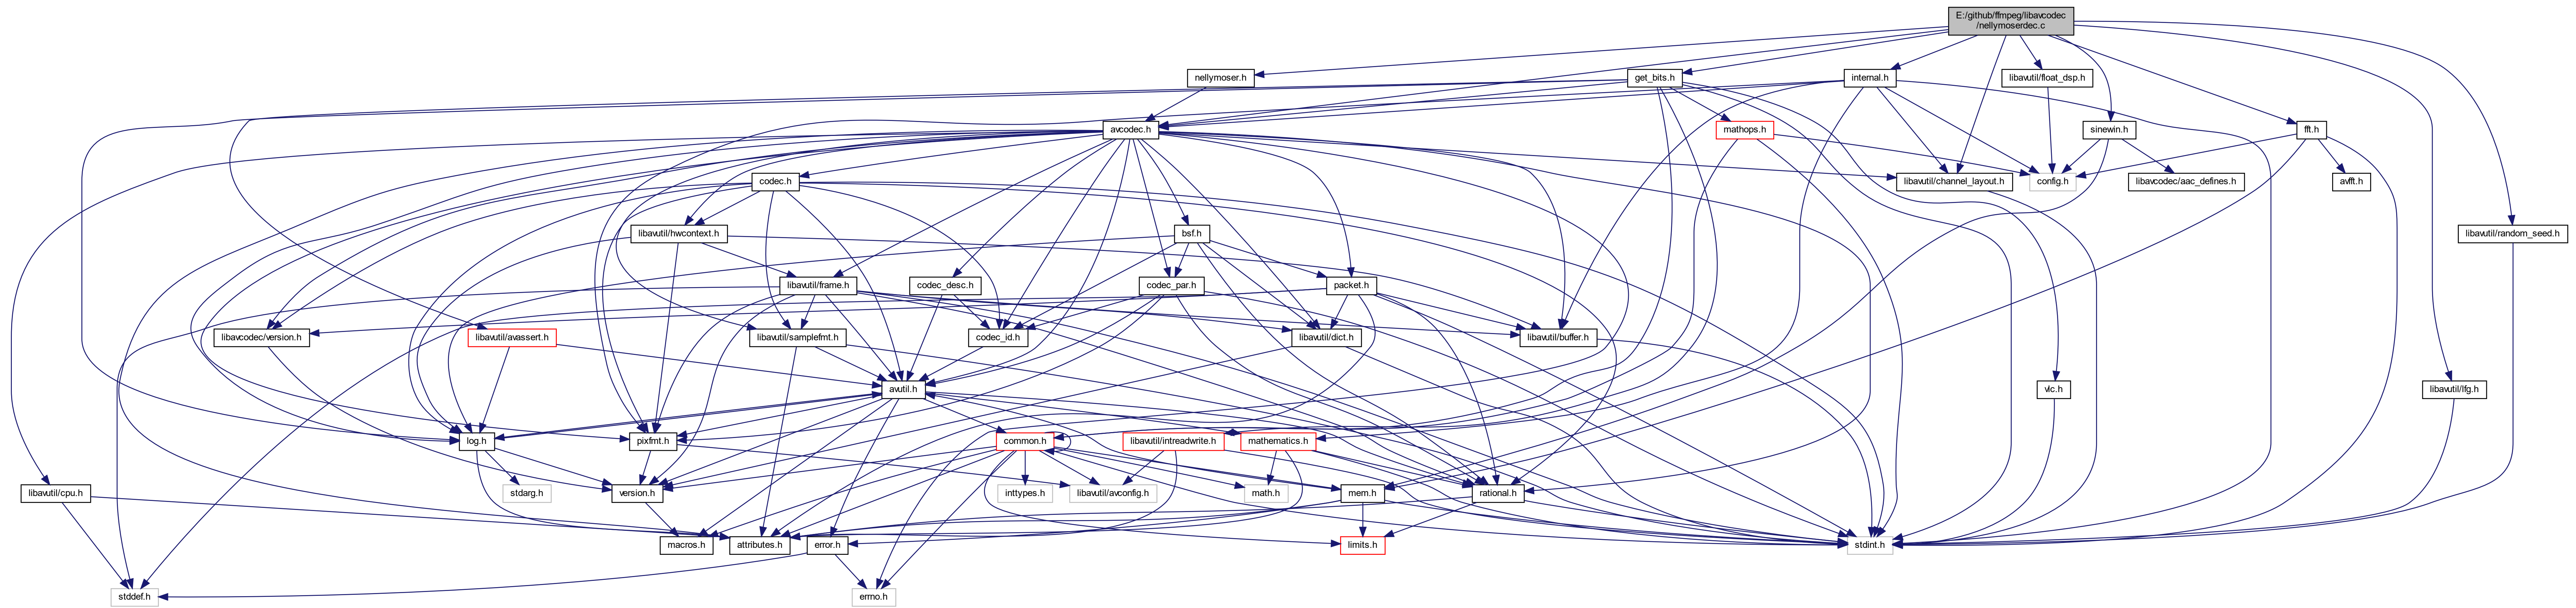 E:/github/ffmpeg/libavcodec
/nellymoserdec.c
nellymoser.h
get_bits.h
internal.h
libavutil/float_dsp.h
avcodec.h
mathops.h
sinewin.h
fft.h
codec.h
libavutil/channel_layout.h
config.h
libavcodec/aac_defines.h
avfft.h
libavutil/hwcontext.h
bsf.h
libavutil/random_seed.h
libavutil/frame.h
codec_desc.h
codec_par.h
packet.h
libavcodec/version.h
libavutil/avassert.h
libavutil/samplefmt.h
codec_id.h
libavutil/dict.h
libavutil/buffer.h
avutil.h
vlc.h
libavutil/lfg.h
log.h
pixfmt.h
common.h
libavutil/intreadwrite.h
mathematics.h
libavutil/cpu.h
stdarg.h
version.h
inttypes.h
libavutil/avconfig.h
math.h
mem.h
rational.h
macros.h
attributes.h
error.h
limits.h
stdint.h
stddef.h
errno.h